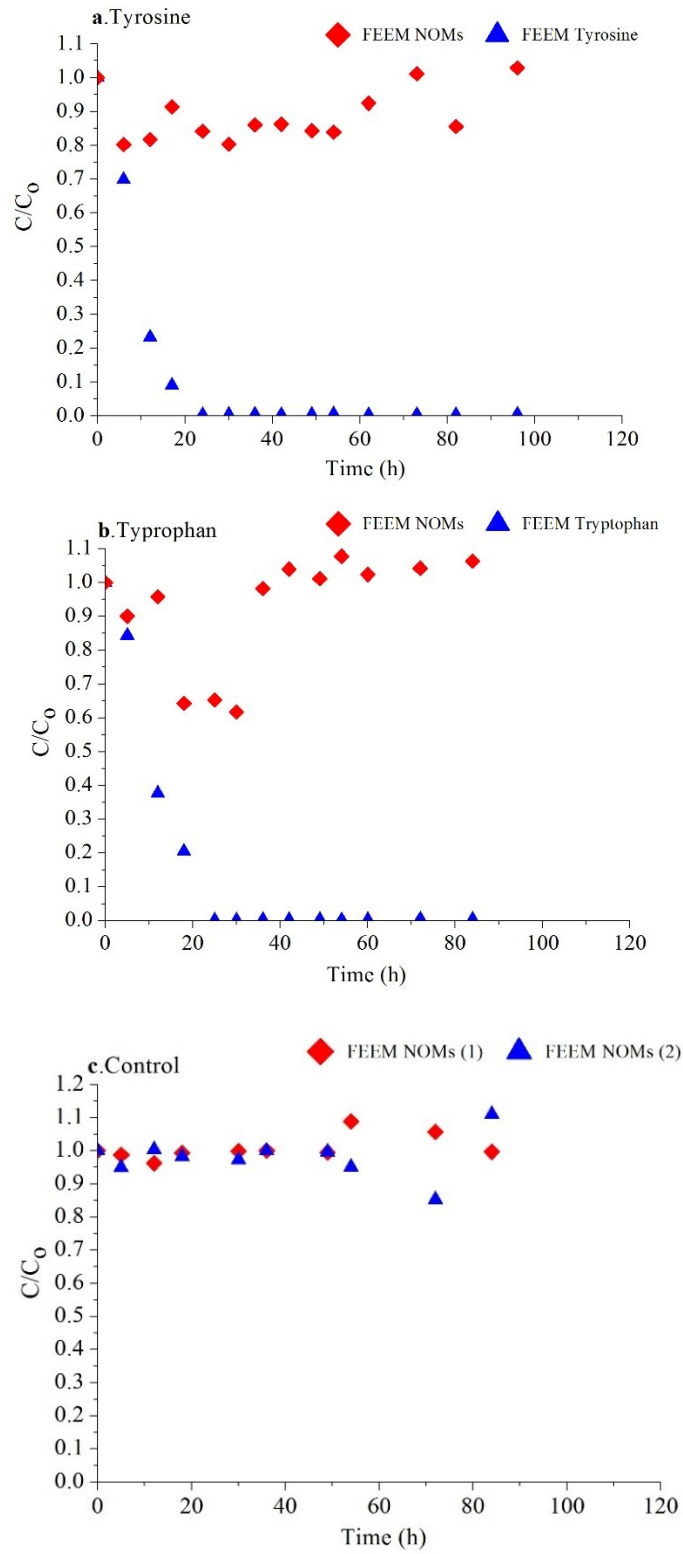 a.Tyrosine
FEEM NOMs
FEEM Tyrosine
1.1
1.0
0.9
0.8
0.7
0.6
0.5
0.4
0.3
0.2
0.1
0.0
C/Co
0 20 40 60 80 100 120
Time (h)
b.Typrophan
FEEM NOMs
FEEM Tryptophan
1.1
1.0
0.9
0.8
0.7
0.6
0.5
0.4
0.3
0.2
0.1
0.0
C/Co
0 20 40 60 80 100 120
Time (h)
c.Control
FEEM NOMs (1)
FEEM NOMs (2)
1.2
1.1
1.0
0.9
0.8
0.7
0.6
0.5
0.4
0.3
0.2
0.1
0.0
C/Co
0 20 40 60 80 100 120
Time (h)